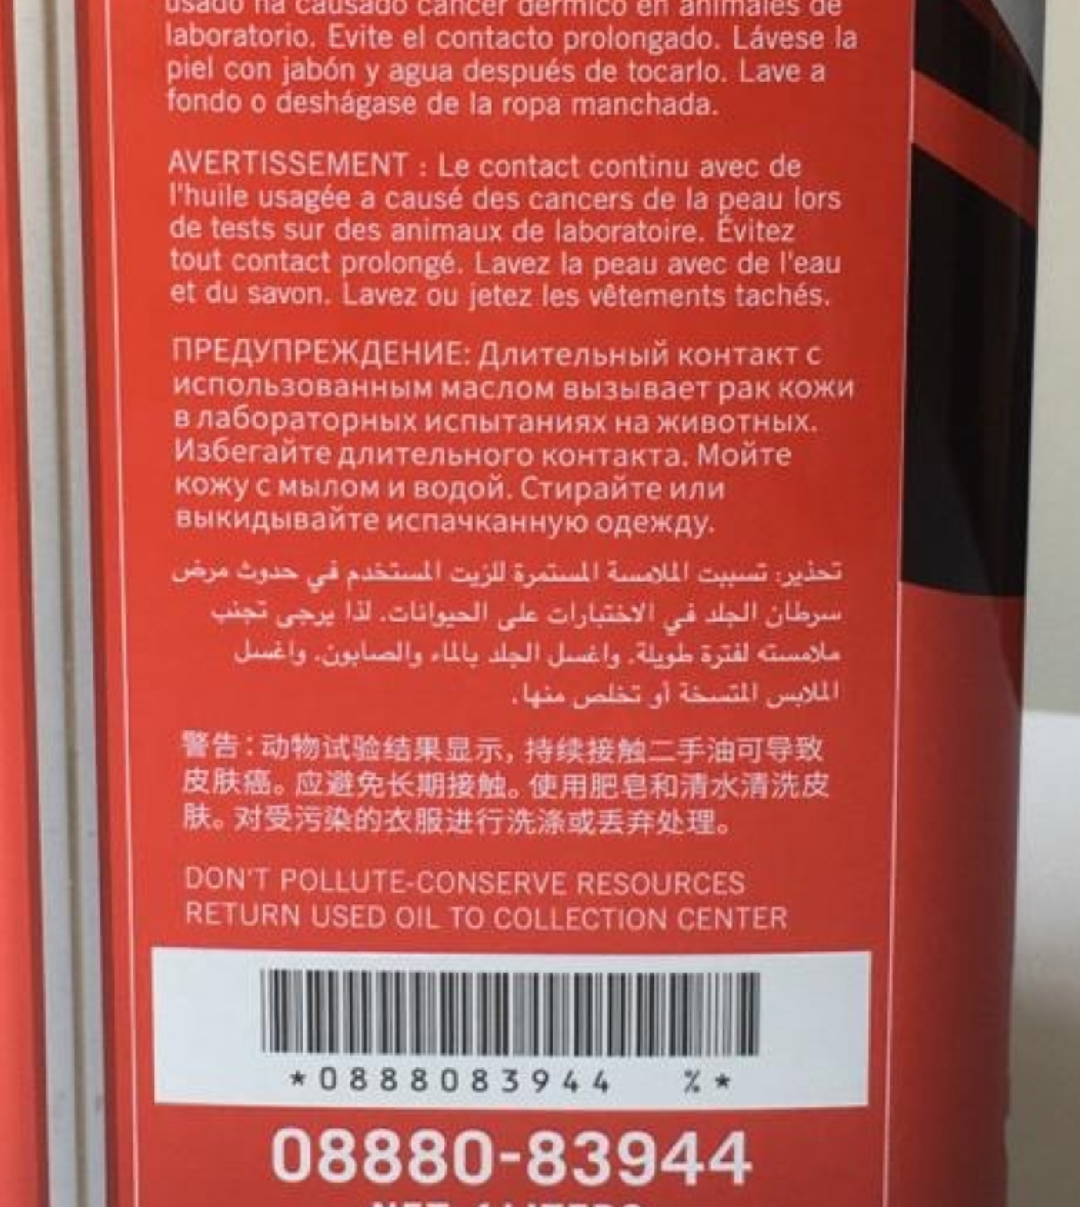 usado ha causado cáncer dérmico en animales de
laboratorio. Evite el contacto prolongado. Lávese la
piel con jabón y agua después de tocarlo. Lave a
fondo o deshágase de la ropa manchada.
AVERTISSEMENT : Le contact continu avec de
l'huile usagée a causé des cancers de la peau lors
de tests sur des animaux de laboratoire. Évitez
tout contact prolongé. Lavez la peau avec de l'eau
et du savon. Lavez ou jetez les vêtements tachés.
ПРЕДУПРЕЖДЕНИЕ: Длительный контакт с
использованным маслом вызывает рак кожи
в лабораторных испытаниях на животных.
Избегайте длительного контакта. Мойте
кожу с мылом и водой. Стирайте или
выкидывайте испачканную одежду.
تحذير: تسببت الملامسة المستمرة للزيت المستخدم في حدوث مرض
سرطان الجلد في الاختبارات على الحيوانات. لذا يرجى تجنب
ملامسته لفترة طويلة. واغسل الجلد بالماء والصابون. واغسل
الملابس المتسخة أو تخلص منها.
警告：动物试验结果显示，持续接触二手油可导致
皮肤癌。应避免长期接触。使用肥皂和清水清洗皮
肤。对受污染的衣服进行洗涤或丢弃处理。
DON'T POLLUTE-CONSERVE RESOURCES
RETURN USED OIL TO COLLECTION CENTER
*0888083944 %*
08880-83944
NET 4 LITERS